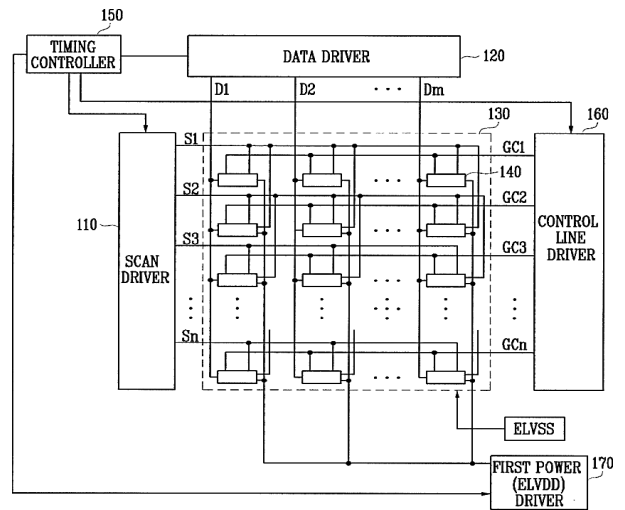 150
TIMING
CONTROLLER
DATA DRIVER
120
D1
D2
...
Dm
130
160
S1
GC1
140
S2
GC2
110
S3
GC3
SCAN
DRIVER
CONTROL
LINE
DRIVER
Sn
GCn
ELVSS
FIRST POWER
(ELVDD)
DRIVER
170